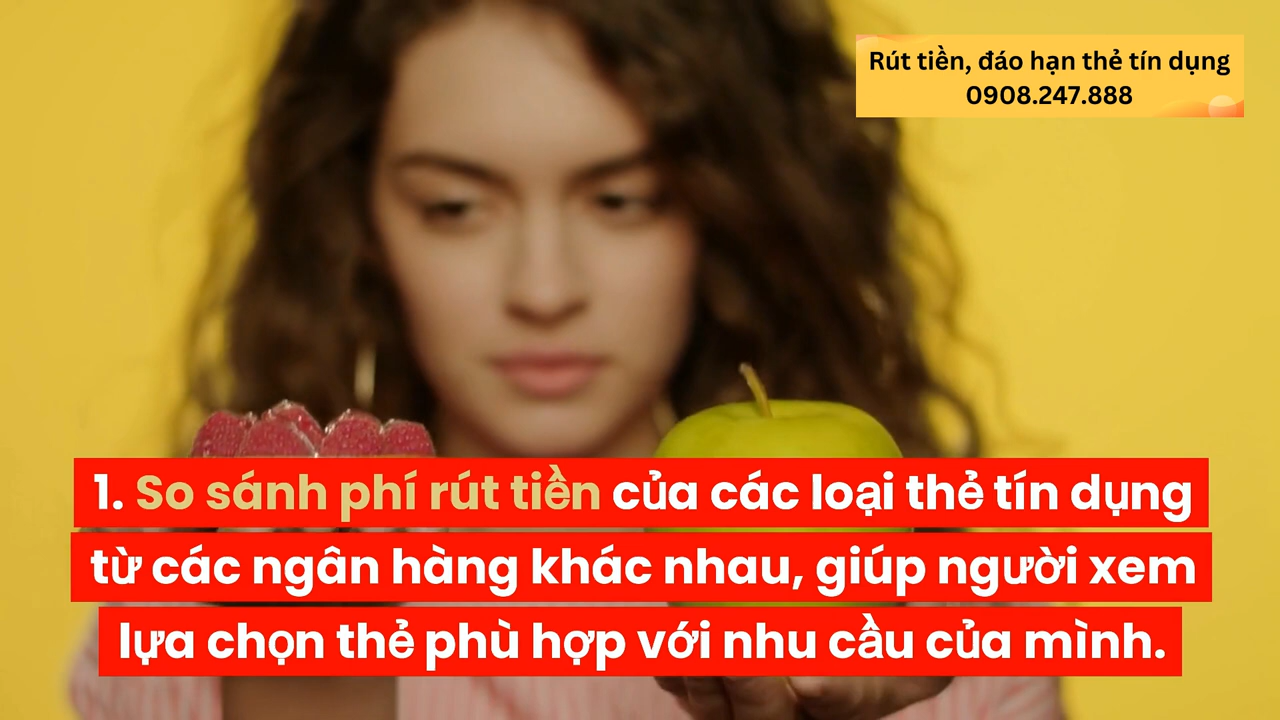 Rút tiền, đáo hạn thẻ tín dụng
0908.247.888
1. So sánh phí rút tiền của các loại thẻ tín dụng
từ các ngân hàng khác nhau, giúp người xem
lựa chọn thẻ phù hợp với nhu cầu của mình.